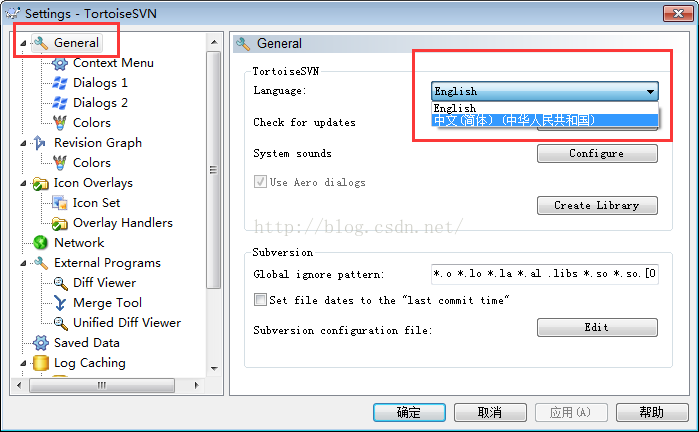 Settings - TortoiseSVN
General
Context Menu
Dialogs 1
Dialogs 2
Colors
Revision Graph
Colors
Icon Overlays
Icon Set
Overlay Handlers
Network
External Programs
Diff Viewer
Merge Tool
Unified Diff Viewer
Saved Data
Log Caching
General
TortoiseSVN
Language:
English
English
中文(简体) (中华人民共和国)
Check for updates
System sounds
Configure
Use Aero dialogs
Create Library
http://blog.csdn.net/
Subversion
Global ignore pattern:
*.o *.lo *.la *.al .libs *.so *.so.[0
Set file dates to the "last commit time"
Subversion configuration file:
Edit
确定
取消
应用(A)
帮助